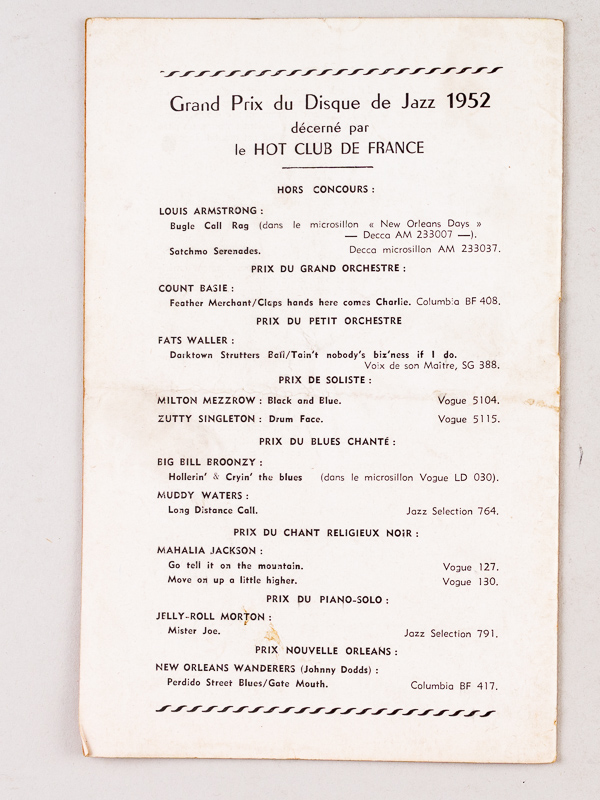 Grand Prix du Disque de Jazz 1952
décerné par
le HOT CLUB DE FRANCE
HORS CONCOURS :
LOUIS ARMSTRONG :
Bugle Call Rag (dans le microsillon « New Orleans Days »
— Decca AM 233007 —).
Satchmo Serenades. Decca microsillon AM 233037.
PRIX DU GRAND ORCHESTRE :
COUNT BASIE :
Feather Merchant/Claps hands here comes Charlie. Columbia BF 408.
PRIX DU PETIT ORCHESTRE
FATS WALLER :
Darktown Strutters Ball/Tain't nobody's biz'ness if I do.
Voix de son Maître, SG 388.
PRIX DE SOLISTE :
MILTON MEZZROW : Black and Blue. Vogue 5104.
ZUTTY SINGLETON : Drum Face. Vogue 5115.
PRIX DU BLUES CHANTÉ :
BIG BILL BROONZY :
Hollerin' & Cryin' the blues (dans le microsillon Vogue LD 030).
MUDDY WATERS :
Long Distance Call. Jazz Selection 764.
PRIX DU CHANT RELIGIEUX NOIR :
MAHALIA JACKSON :
Go tell it on the mountain. Vogue 127.
Move on up a little higher. Vogue 130.
PRIX DU PIANO-SOLO :
JELLY-ROLL MORTON :
Mister Joe. Jazz Selection 791.
PRIX NOUVELLE ORLEANS :
NEW ORLEANS WANDERERS (Johnny Dodds) :
Perdido Street Blues/Gate Mouth. Columbia BF 417.